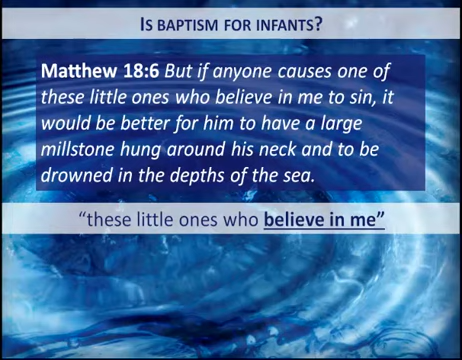 IS BAPTISM FOR INFANTS?
Matthew 18:6 But if anyone causes one of
these little ones who believe in me to sin, it
would be better for him to have a large
millstone hung around his neck and to be
drowned in the depths of the sea.
“these little ones who believe in me”